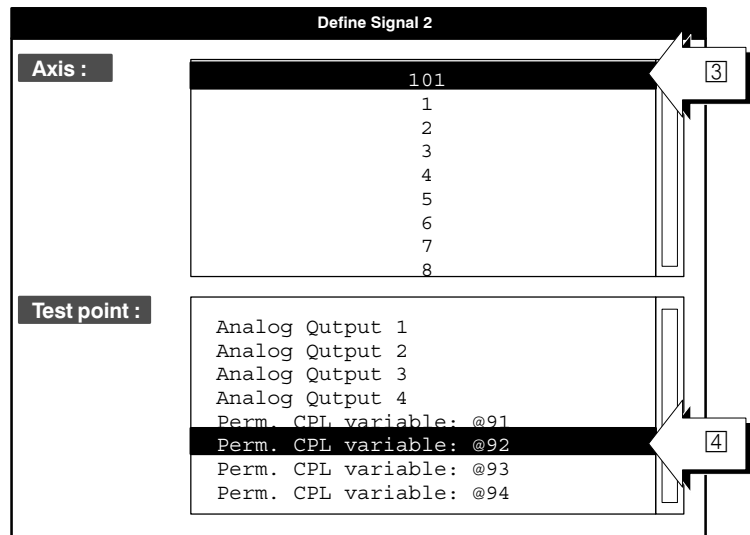 Define Signal 2
Axis :
101
3
1
2
3
4
5
6
7
8
Test point :
Analog Qutput 1
Analog Qutput 2
Analog Qutput 3
Analog Qutput 4
Perm. CPL variable: @91
Perm. CPL variable: @92
4
Perm. CPL variable: @93
Perm. CPL variable: @94